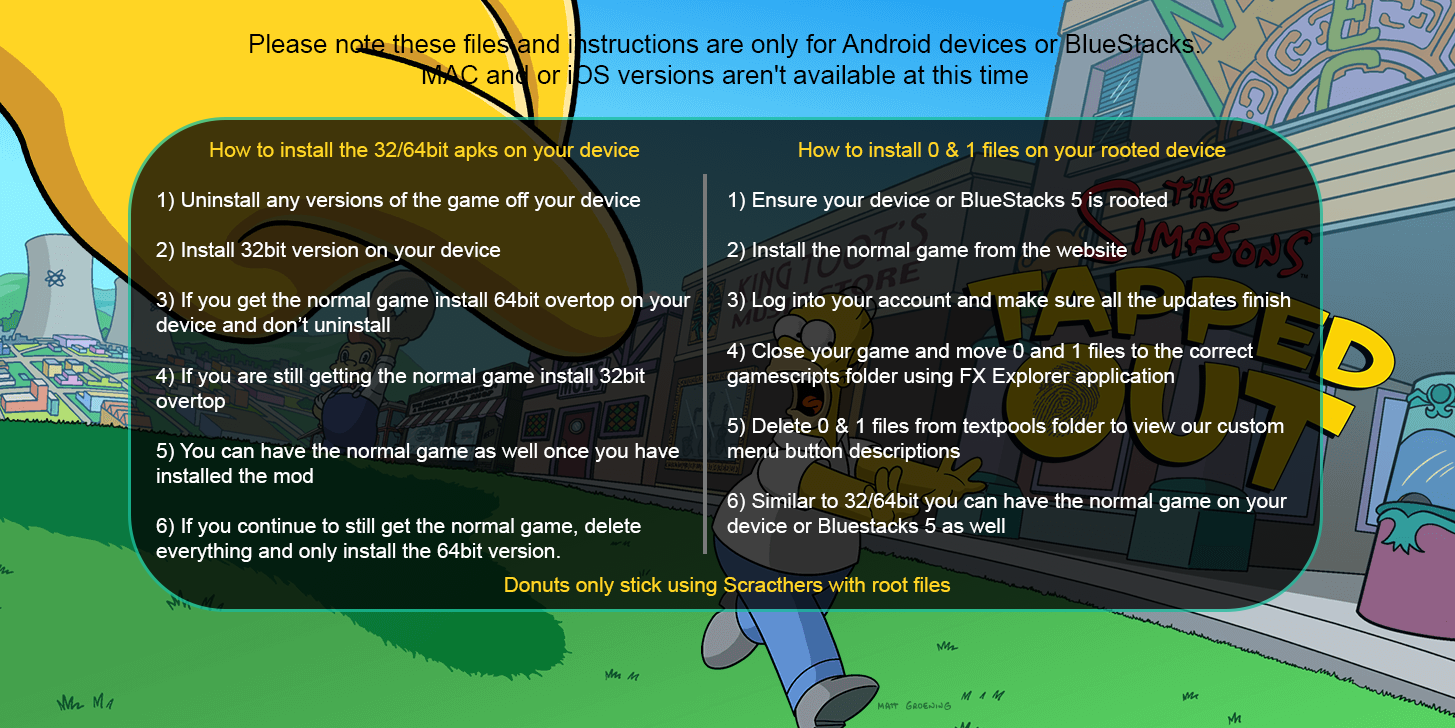 Please note these files and instructions are only for Android devices or BlueStacks.
MAC and or iOS versions aren't available at this time
How to install the 32/64bit apks on your device
1) Uninstall any versions of the game off your device
2) Install 32bit version on your device
3) If you get the normal game install 64bit overtop on your
device and don’t uninstall
4) If you are still getting the normal game install 32bit
overtop
5) You can have the normal game as well once you have
installed the mod
6) If you continue to still get the normal game, delete
everything and only install the 64bit version.
How to install 0 & 1 files on your rooted device
1) Ensure your device or BlueStacks 5 is rooted
2) Install the normal game from the website
3) Log into your account and make sure all the updates finish
4) Close your game and move 0 and 1 files to the correct
gamescripts folder using FX Explorer application
5) Delete 0 & 1 files from textpools folder to view our custom
menu button descriptions
6) Similar to 32/64bit you can have the normal game on your
device or Bluestacks 5 as well
Donuts only stick using Scracthers with root files
KING TOOT'S
MUSIC STORE
THE
SIMPSONS
TAPPED
OUT
MOE'S
MATT GROENING